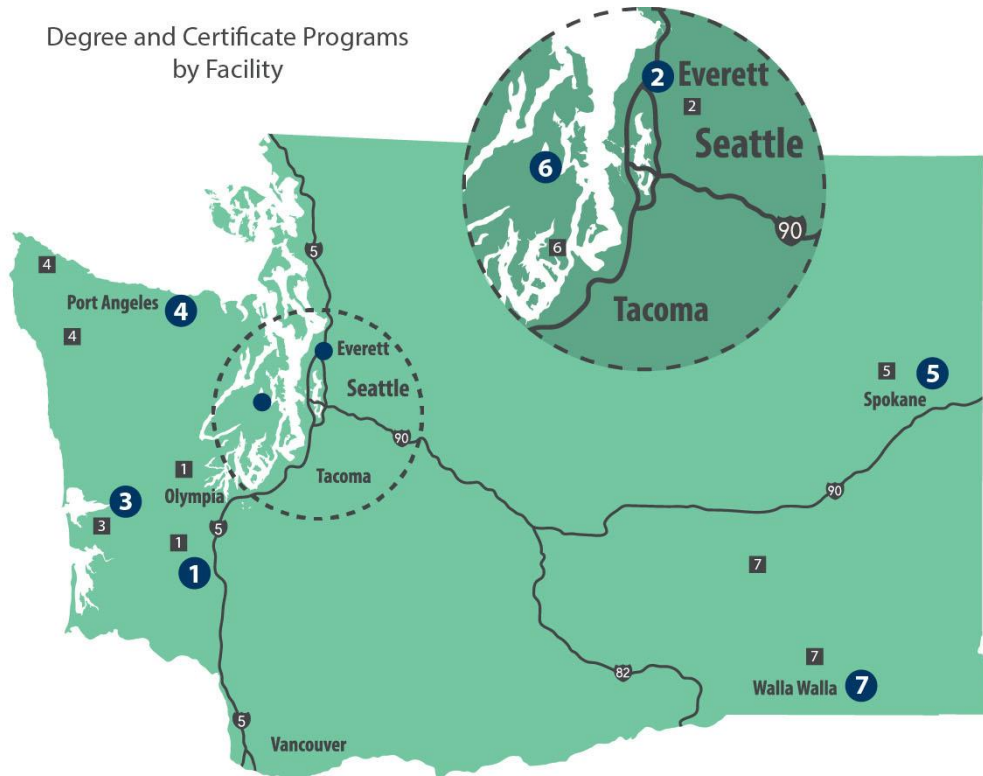 Degree and Certificate Programs
by Facility
2 Everett
2
Seattle
6
90
6
Tacoma
5
4
Port Angeles 4
4
Everett
Seattle
5
5
Spokane
90
1
Olympia
Tacoma
90
3
3
5
1
1
7
7
82
Walla Walla 7
5
Vancouver